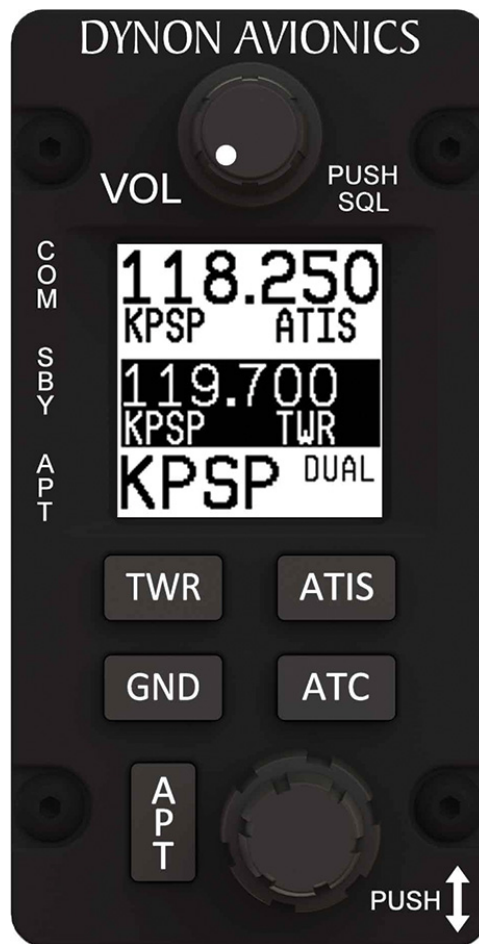 DYNON AVIONICS
VOL
PUSH
SQL
COM
118.250
KPSP ATIS
SBY
119.700
KPSP TWR
APT
KPSP DUAL
TWR ATIS
GND ATC
APT
PUSH